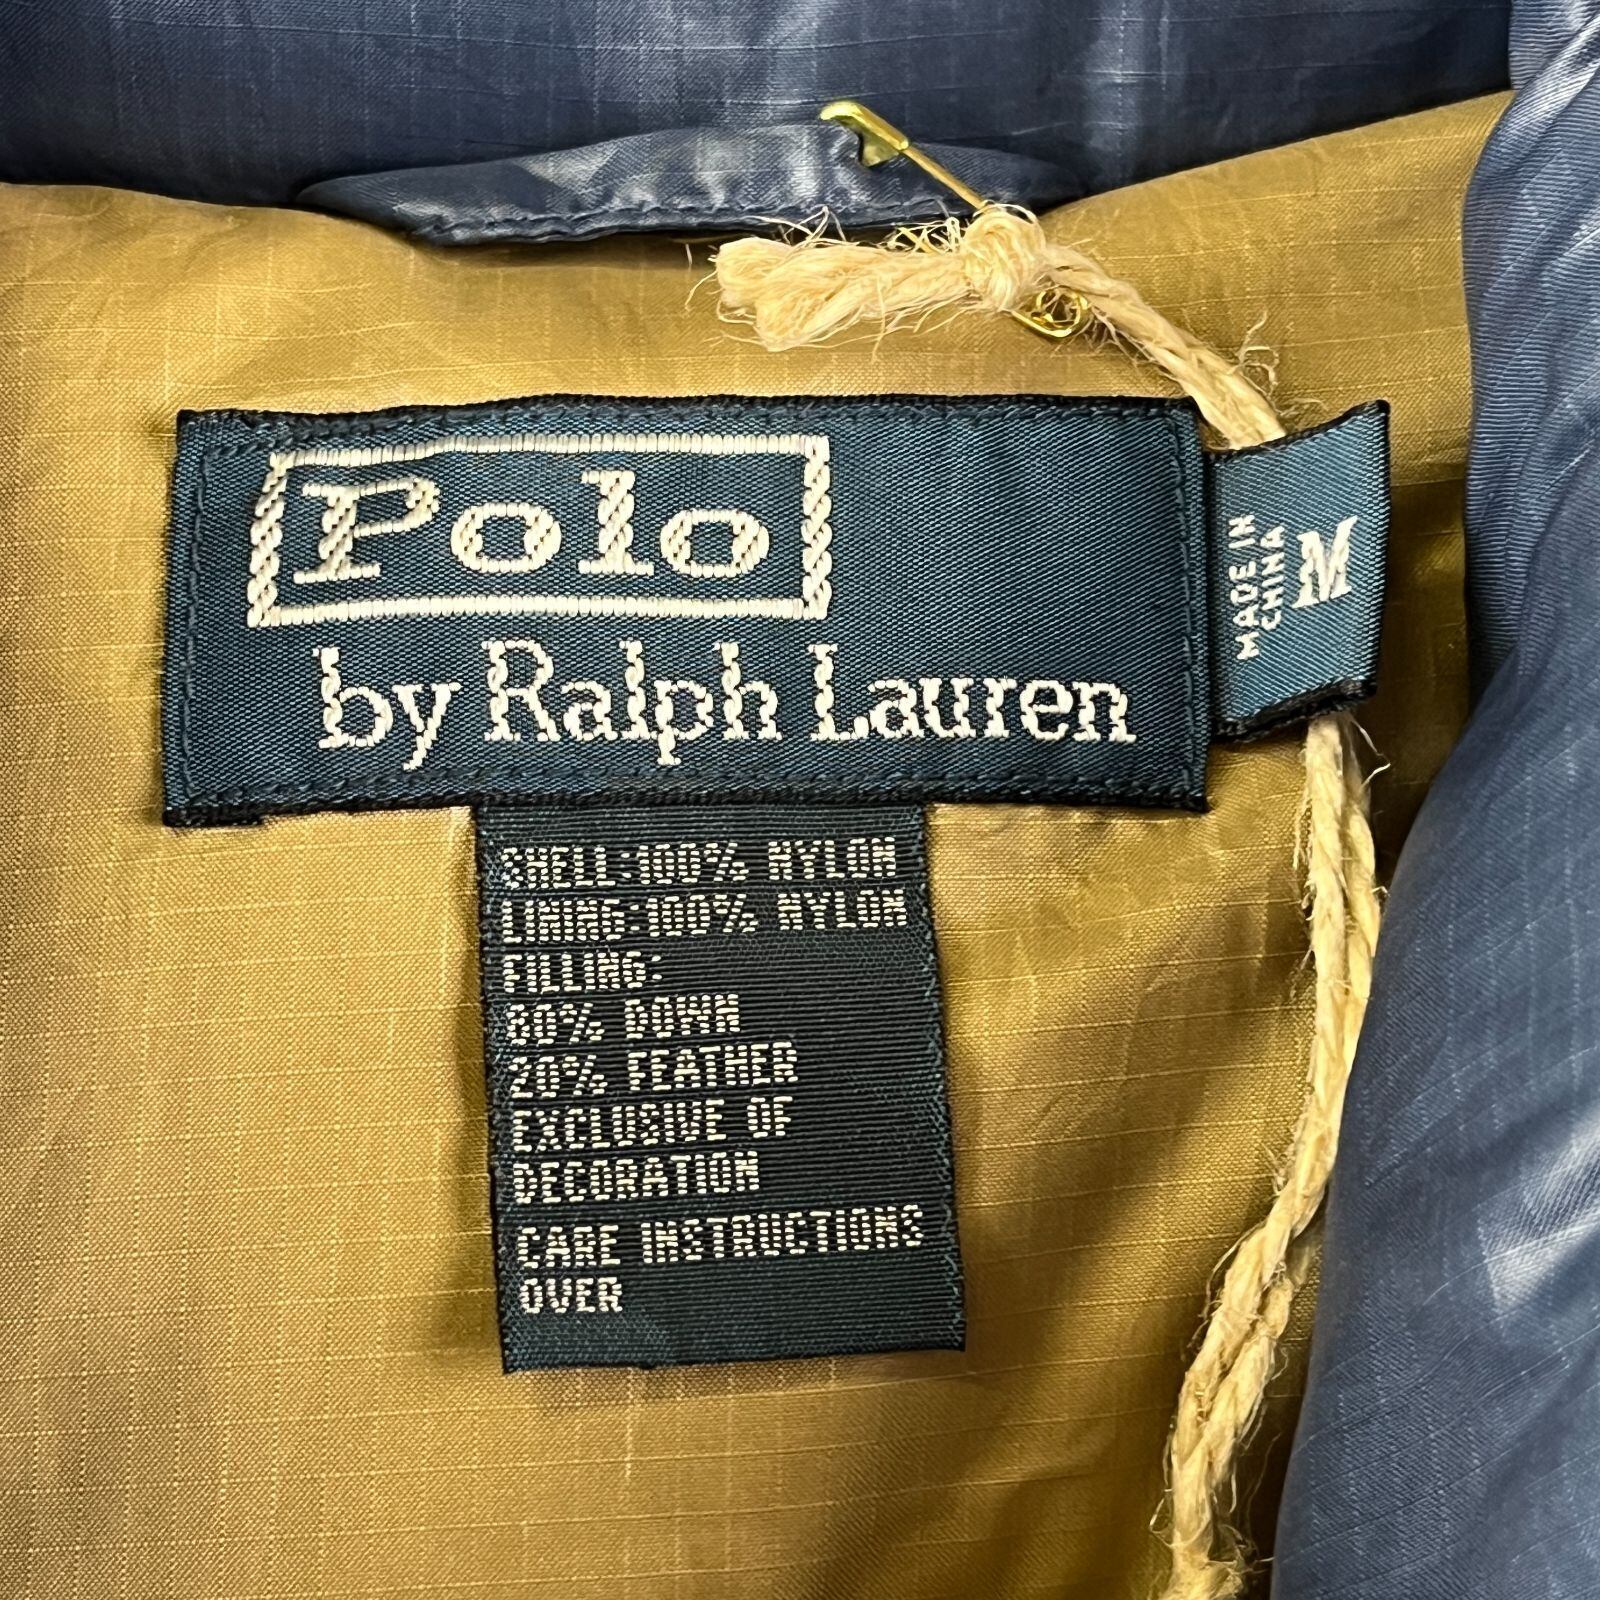 Polo
by Ralph Lauren
MADE IN
CHINA
M
SHELL:100% NYLON
LINING:100% NYLON
FILLING:
80% DOWN
20% FEATHER
EXCLUSIVE OF
DECORATION
CARE INSTRUCTIONS
OVER